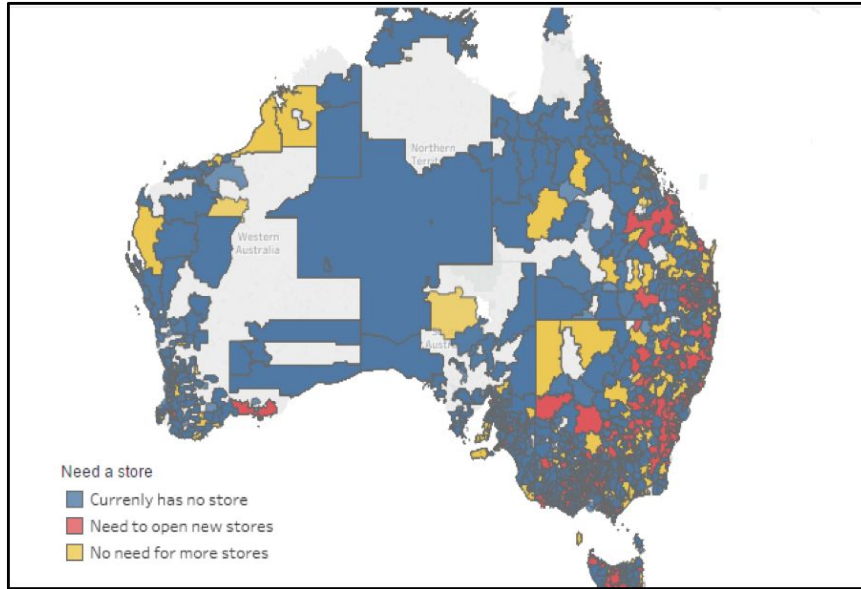 Northern
Territ
Western
Australia
Austra
Need a store
Currenly has no store
Need to open new stores
No need for more stores